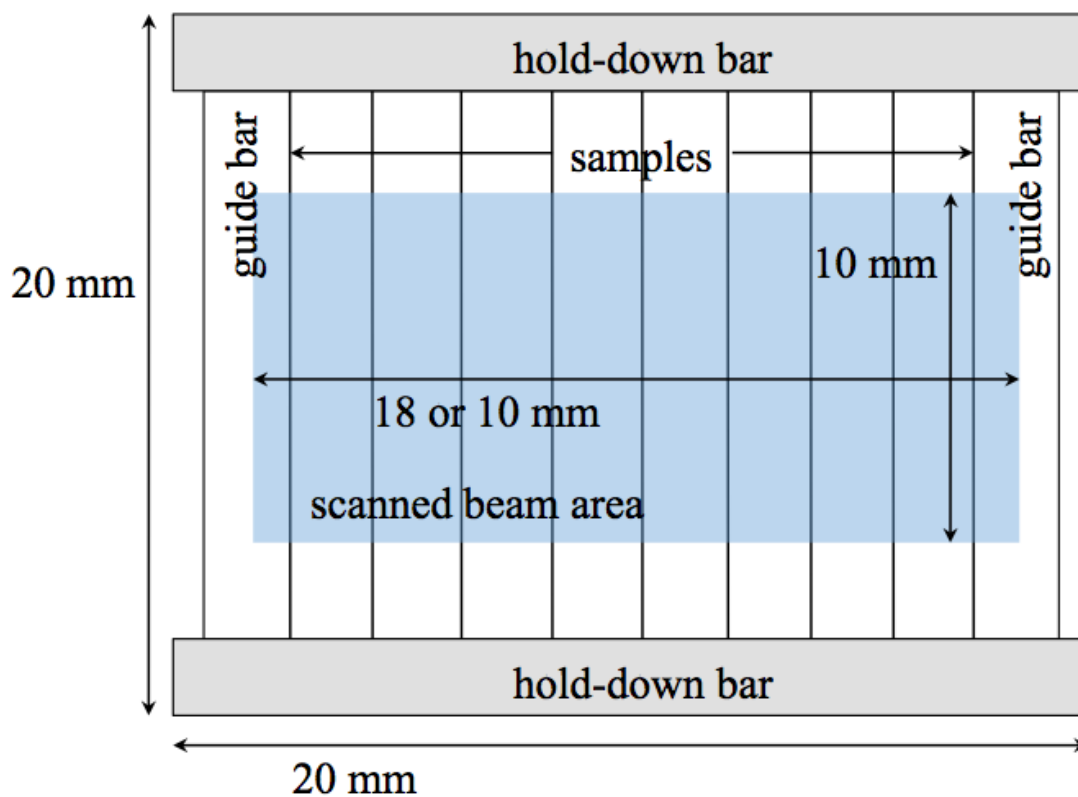 hold-down bar
guide bar
samples
guide bar
10 mm
20 mm
18 or 10 mm
scanned beam area
hold-down bar
20 mm